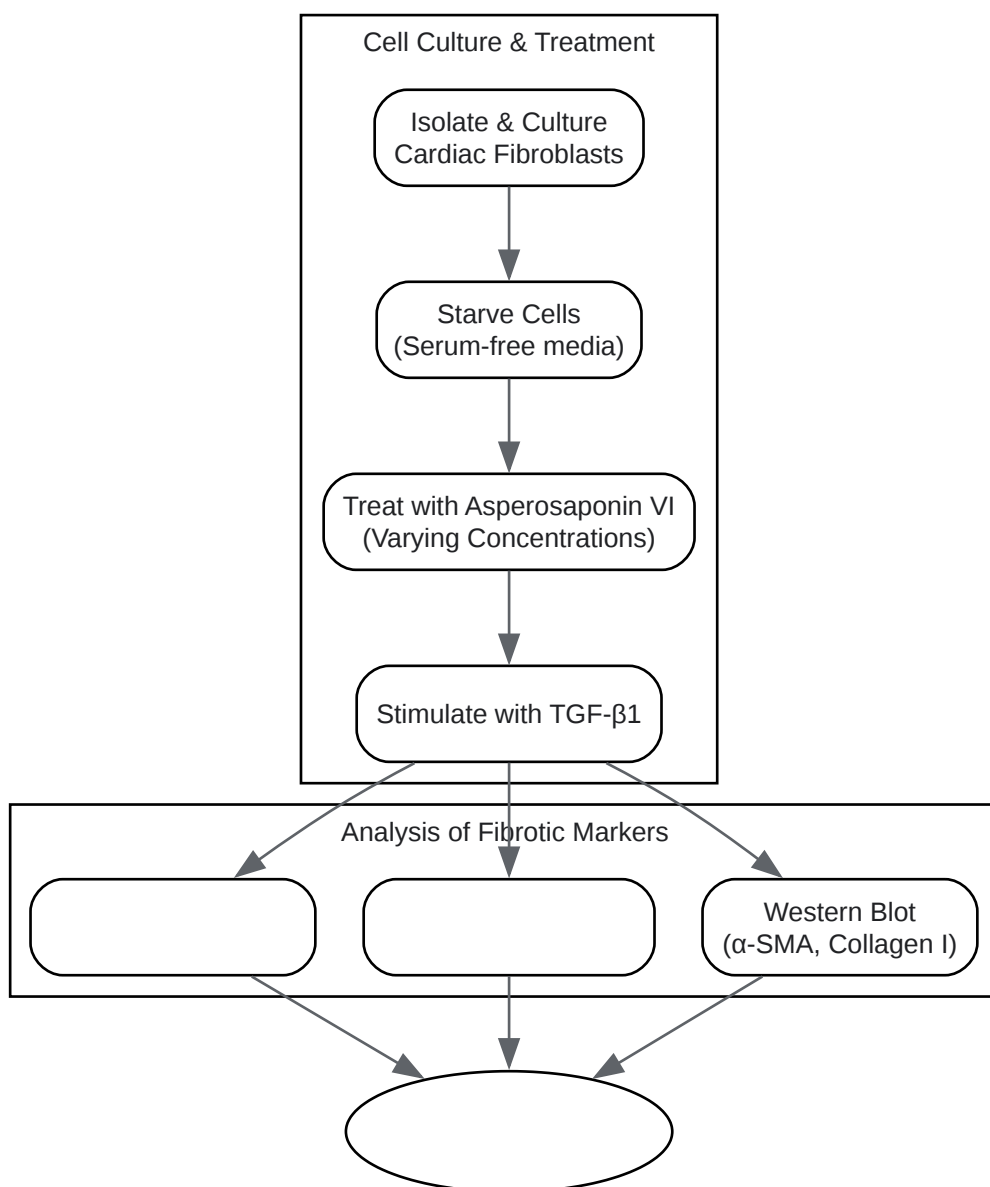 Cell Culture & Treatment
Isolate & Culture
Cardiac Fibroblasts
Starve Cells
(Serum-free media)
Treat with Asperosaponin VI
(Varying Concentrations)
Stimulate with TGF-β1
Analysis of Fibrotic Markers
Western Blot
(α-SMA, Collagen I)